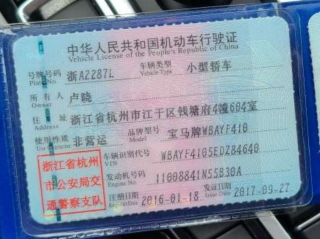 中华人民共和国机动车行驶证
Vehicle License of the People's Republic of China
号牌号码 浙A2287L 车辆类型 小型轿车
Plate No. Vehicle Type
所有人 卢晓
Owner
住址 浙江省杭州市江干区钱塘府4幢604室
Address
使用性质 非营运 品牌型号 宝马牌WBAYF410
Use Character Model
浙江省杭州
市公安局交
通警察支队
车辆识别代号 WBAYF4105EDZ84640
VIN
发动机号码 11008841N55B30A
Engine No.
注册日期 2016-01-18 发证日期 2017-09-27
Register Date Issue Date